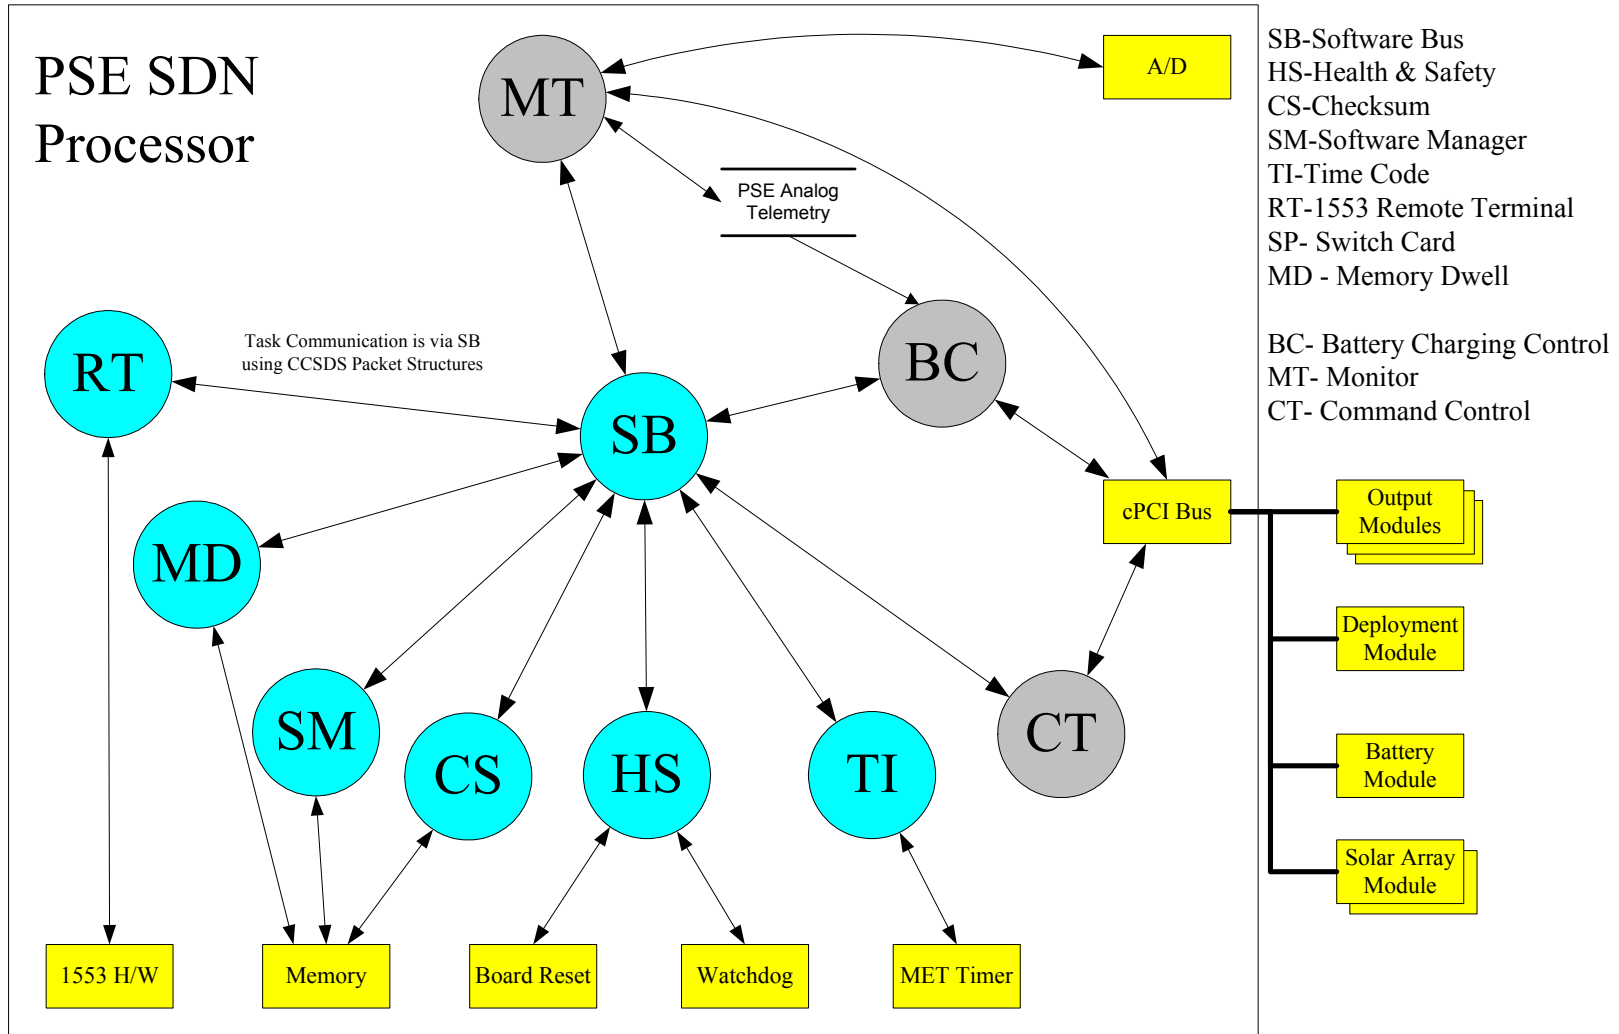 PSE SDN
Processor
MT
A/D
PSE Analog
Telemetry
RT
Task Communication is via SB
using CCSDS Packet Structures
BC
SB
cPCI Bus
MD
SM
CS
HS
TI
CT
1553 H/W
Memory
Board Reset
Watchdog
MET Timer
SB-Software Bus
HS-Health & Safety
CS-Checksum
SM-Software Manager
TI-Time Code
RT-1553 Remote Terminal
SP- Switch Card
MD - Memory Dwell
BC- Battery Charging Control
MT- Monitor
CT- Command Control
Output
Modules
Deployment
Module
Battery
Module
Solar Array
Module